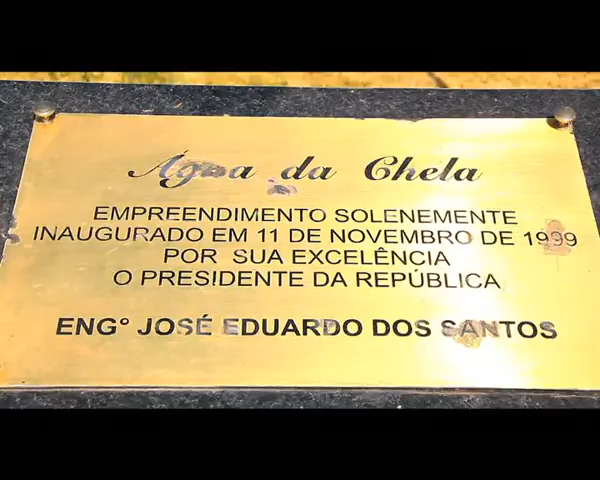 Água da Chela
EMPREENDIMENTO SOLENEMENTE
INAUGURADO EM 11 DE NOVEMBRO DE 1999
POR SUA EXCELÊNCIA
O PRESIDENTE DA REPÚBLICA
ENG° JOSÉ EDUARDO DOS SANTOS